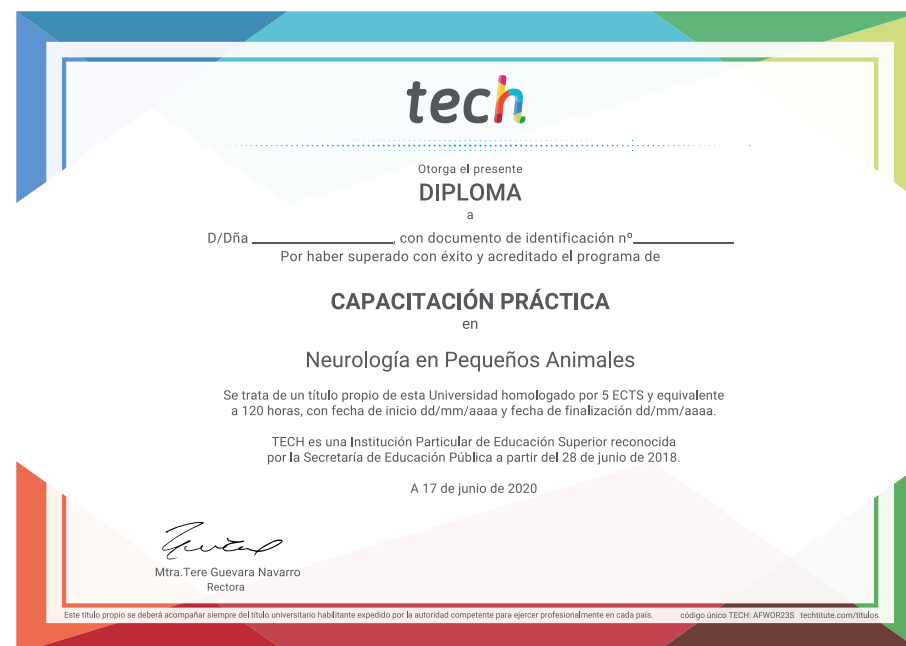 tech
Otorga el presente
DIPLOMA
a
D/Dña ____________________, con documento de identificación nº______________
Por haber superado con éxito y acreditado el programa de
CAPACITACIÓN PRÁCTICA
en
Neurología en Pequeños Animales
Se trata de un título propio de esta Universidad homologado por 5 ECTS y equivalente
a 120 horas, con fecha de inicio dd/mm/aaaa y fecha de finalización dd/mm/aaaa.
TECH es una Institución Particular de Educación Superior reconocida
por la Secretaría de Educación Pública a partir del 28 de junio de 2018.
A 17 de junio de 2020
Mtra.Tere Guevara Navarro
Rectora
Este título propio se deberá acompañar siempre del título universitario habilitante expedido por la autoridad competente para ejercer profesionalmente en cada país. código único TECH: AFWOR23S techtitute.com/titulos